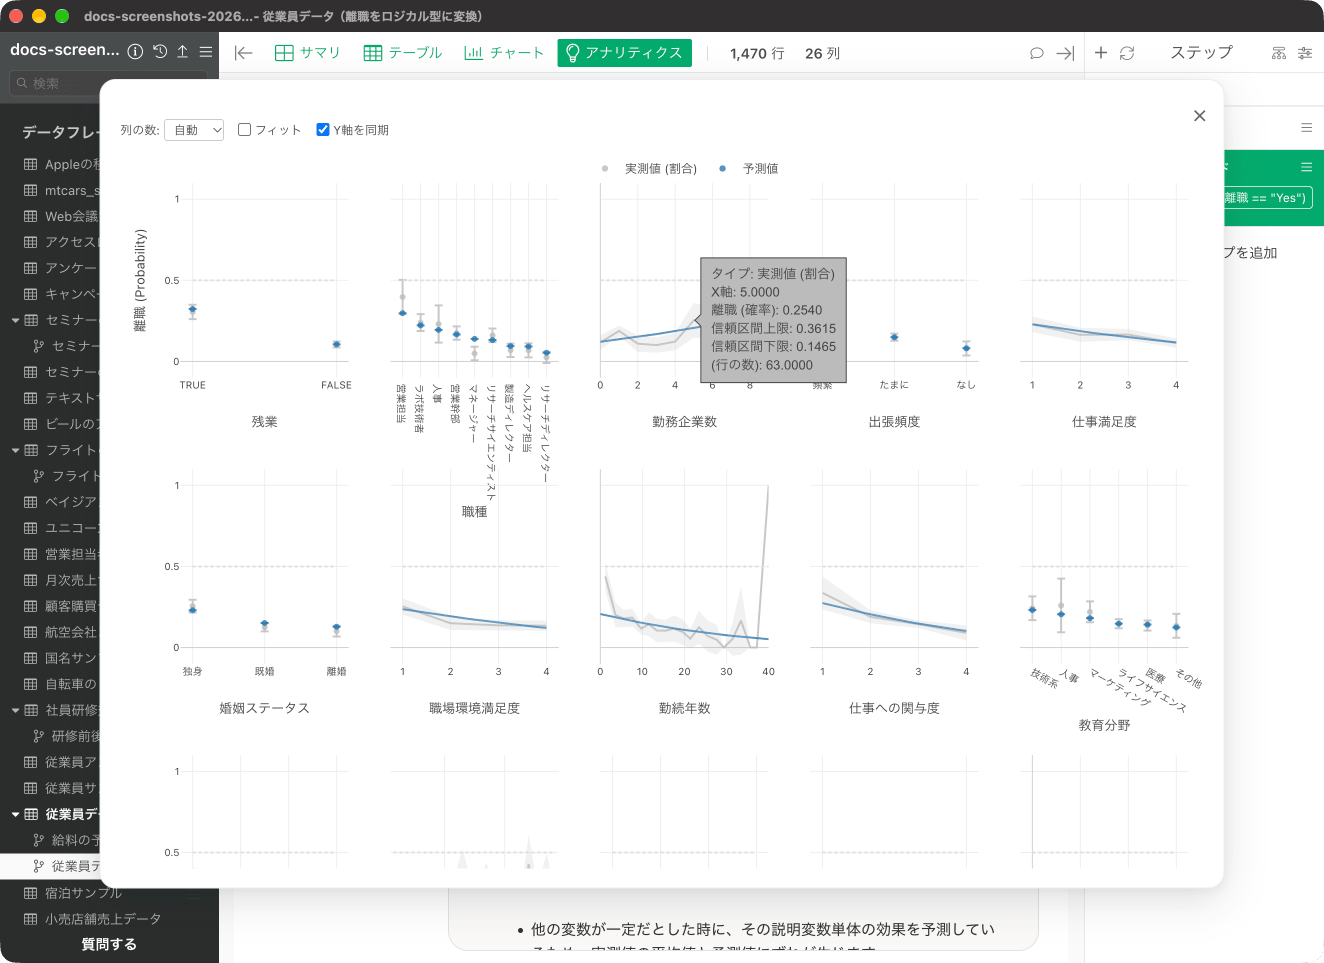 docs-screenshots-2026...- 従業員データ（離職をロジカル型に変換）
docs-screen...
サマリ
テーブル
チャート
アナリティクス
1,470 行
26 列
ステップ
検索
データフレー
Appleの
mtcars_s
Web会議
アクセス
アンケー
キャンペ
セミナー
セミナー
セミナー
テキスト
ビールの
フライト
フライト
ベイジア
ユニコー
営業担当
月次売上
顧客購買
航空会社
国名サン
自転車の
社員研修
研修前後
従業員ア
従業員サ
従業員デー
給料の予
従業員デ
宿泊サンプル
小売店舗売上データ
質問する
離職 == "Yes")
プを追加
列の数:
自動
フィット
Y軸を同期
実測値 (割合)
予測値
離職 (Probability)
1
0.5
0
TRUE
FALSE
残業
営業担当
ラボ技術者
人事
営業幹部
マネージャー
リサーチサイエンティスト
製造ディレクター
ヘルスケア担当
リサーチディレクター
職種
0
2
4
6
8
勤務企業数
タイプ: 実測値 (割合)
X軸: 5.0000
離職 (確率): 0.2540
信頼区間上限: 0.3615
信頼区間下限: 0.1465
(行の数): 63.0000
頻繁
たまに
なし
出張頻度
1
2
3
4
仕事満足度
1
0.5
0
独身
既婚
離婚
婚姻ステータス
1
2
3
4
職場環境満足度
0
10
20
30
40
勤続年数
1
2
3
4
仕事への関与度
技術系
人事
マーケティング
ライフサイエンス
医療
その他
教育分野
1
0.5
他の変数が一定だとした時に、その説明変数単体の効果を予測してい